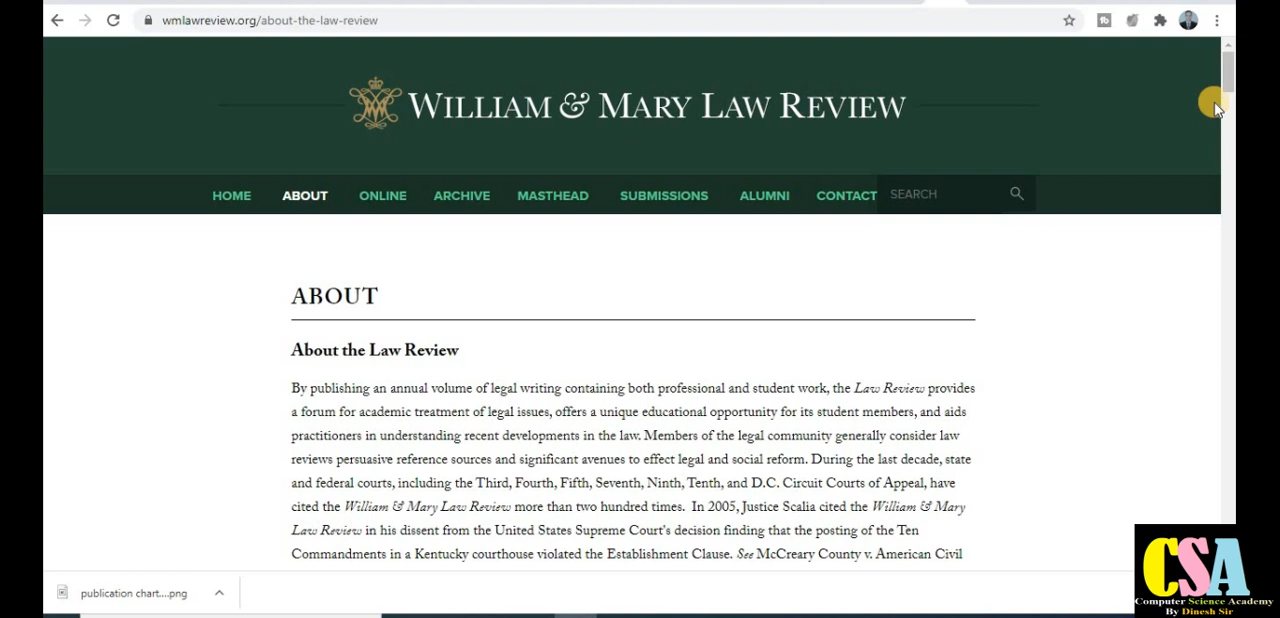 wmlawreview.org/about-the-law-review
WILLIAM & MARY LAW REVIEW
HOME ABOUT ONLINE ARCHIVE MASTHEAD SUBMISSIONS ALUMNI CONTACT SEARCH
ABOUT
About the Law Review
By publishing an annual volume of legal writing containing both professional and student work, the Law Review provides
a forum for academic treatment of legal issues, offers a unique educational opportunity for its student members, and aids
practitioners in understanding recent developments in the law. Members of the legal community generally consider law
reviews persuasive reference sources and significant avenues to effect legal and social reform. During the last decade, state
and federal courts, including the Third, Fourth, Fifth, Seventh, Ninth, Tenth, and D.C. Circuit Courts of Appeal, have
cited the William & Mary Law Review more than two hundred times. In 2005, Justice Scalia cited the William & Mary
Law Review in his dissent from the United States Supreme Court's decision finding that the posting of the Ten
Commandments in a Kentucky courthouse violated the Establishment Clause. See McCreary County v. American Civil
publication chart....png
CSA
Computer Science Academy
By Dinesh Sir